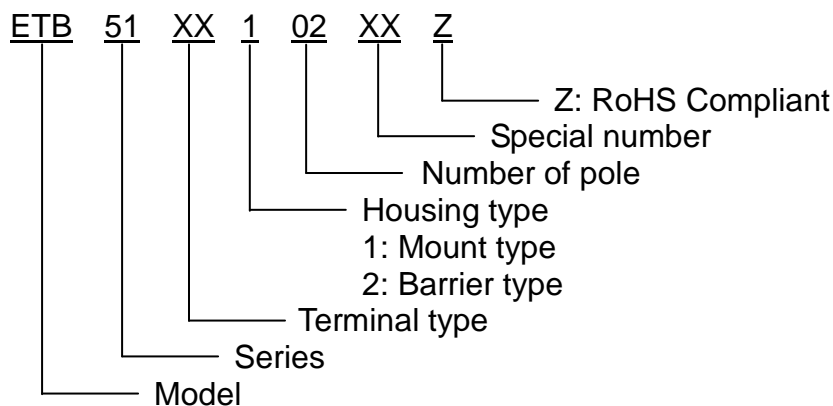 ETB 51 XX 1 02 XX Z
Z: RoHS Compliant
Special number
Number of pole
Housing type
1: Mount type
2: Barrier type
Terminal type
Series
Model